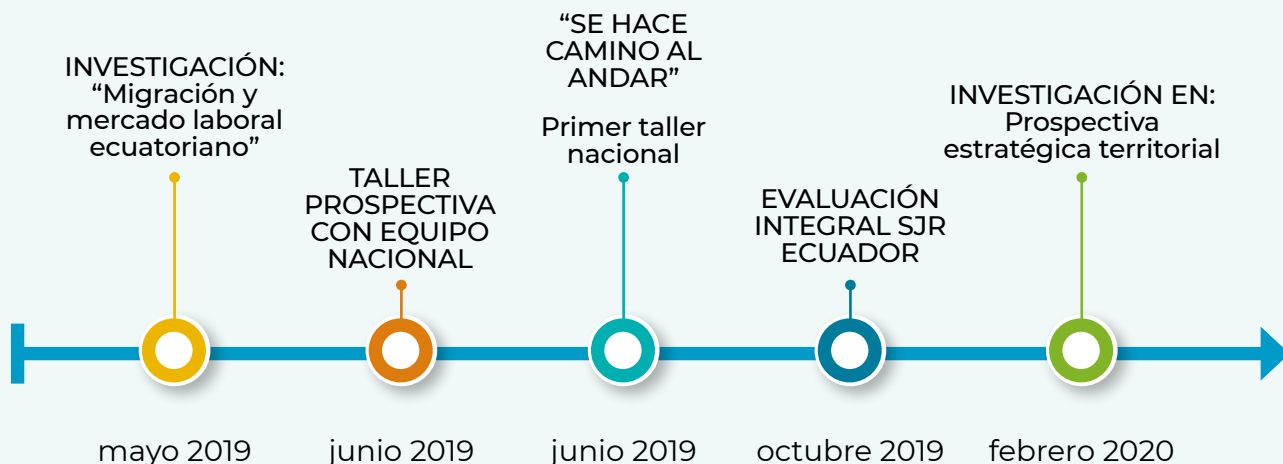 INVESTIGACIÓN:
“Migración y
mercado laboral
ecuatoriano”
TALLER
PROSPECTIVA
CON EQUIPO
NACIONAL
“SE HACE
CAMINO AL
ANDAR”
Primer taller
nacional
EVALUACIÓN
INTEGRAL SJR
ECUADOR
INVESTIGACIÓN EN:
Prospectiva
estratégica territorial
mayo 2019
junio 2019
junio 2019
octubre 2019
febrero 2020